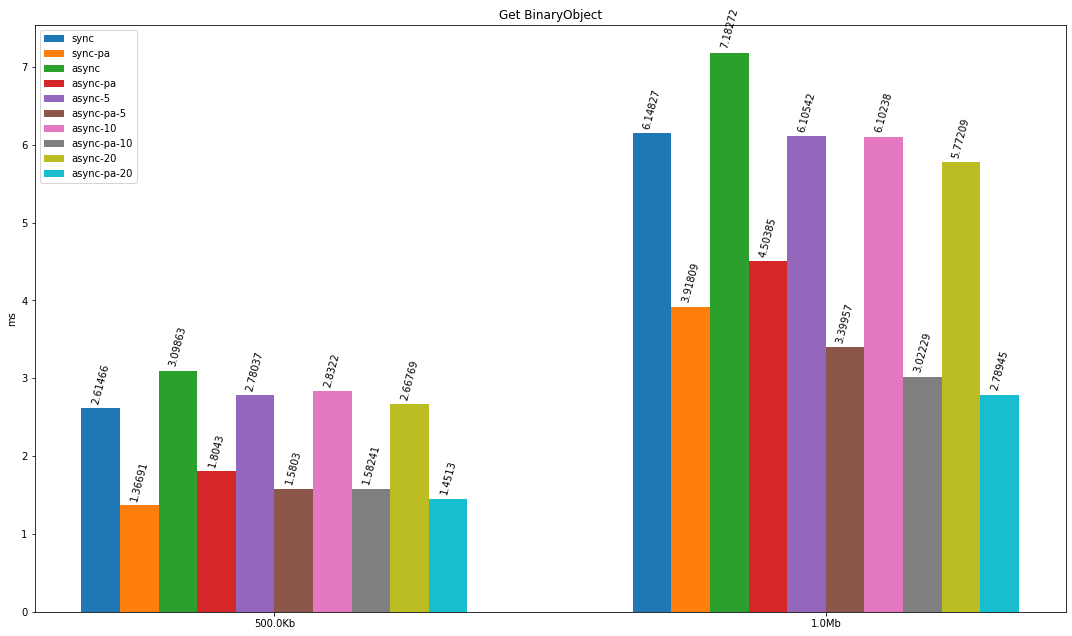 Get BinaryObject
sync
sync-pa
async
async-pa
async-5
async-pa-5
async-10
async-pa-10
async-20
async-pa-20
ms
7
6
5
4
3
2
1
0
2.61466
1.36691
3.09863
1.8043
2.78037
1.5803
2.8322
1.58241
2.66769
1.4513
6.14827
3.91809
7.18272
4.50385
6.10542
3.39957
6.10238
3.02229
5.77209
2.78945
500.0Kb
1.0Mb